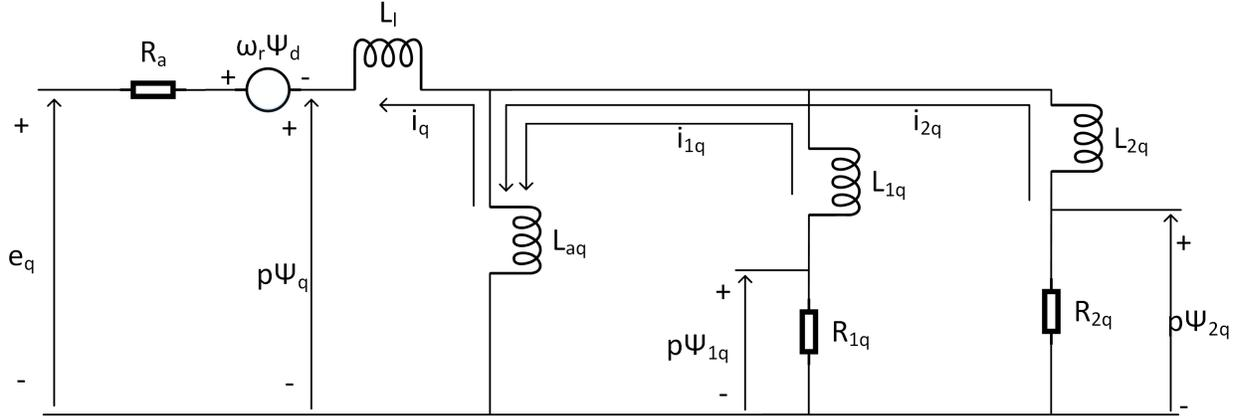 Lₗ
Rₐ
ωᵣΨd
+ -
+ +
iq
i1q
i2q
L2q
L1q
Laq
eq
pΨq
+
+
pΨ1q
R1q
R2q
pΨ2q
- -
-
-